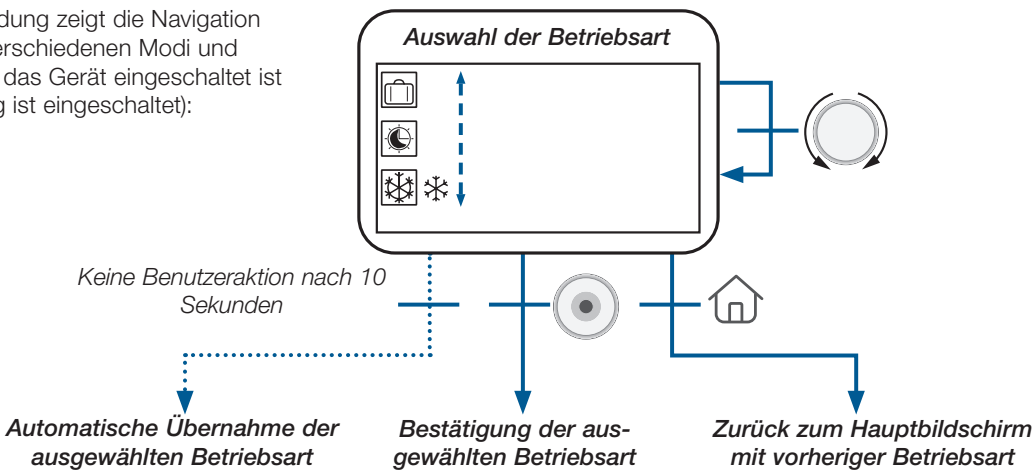 dung zeigt die Navigation
erschiedenen Modi und
das Gerät eingeschaltet ist
ist eingeschaltet):
Auswahl der Betriebsart
Keine Benutzeraktion nach 10
Sekunden
Automatische Übernahme der
ausgewählten Betriebsart
Bestätigung der aus-
gewählten Betriebsart
Zurück zum Hauptbildschirm
mit vorheriger Betriebsart